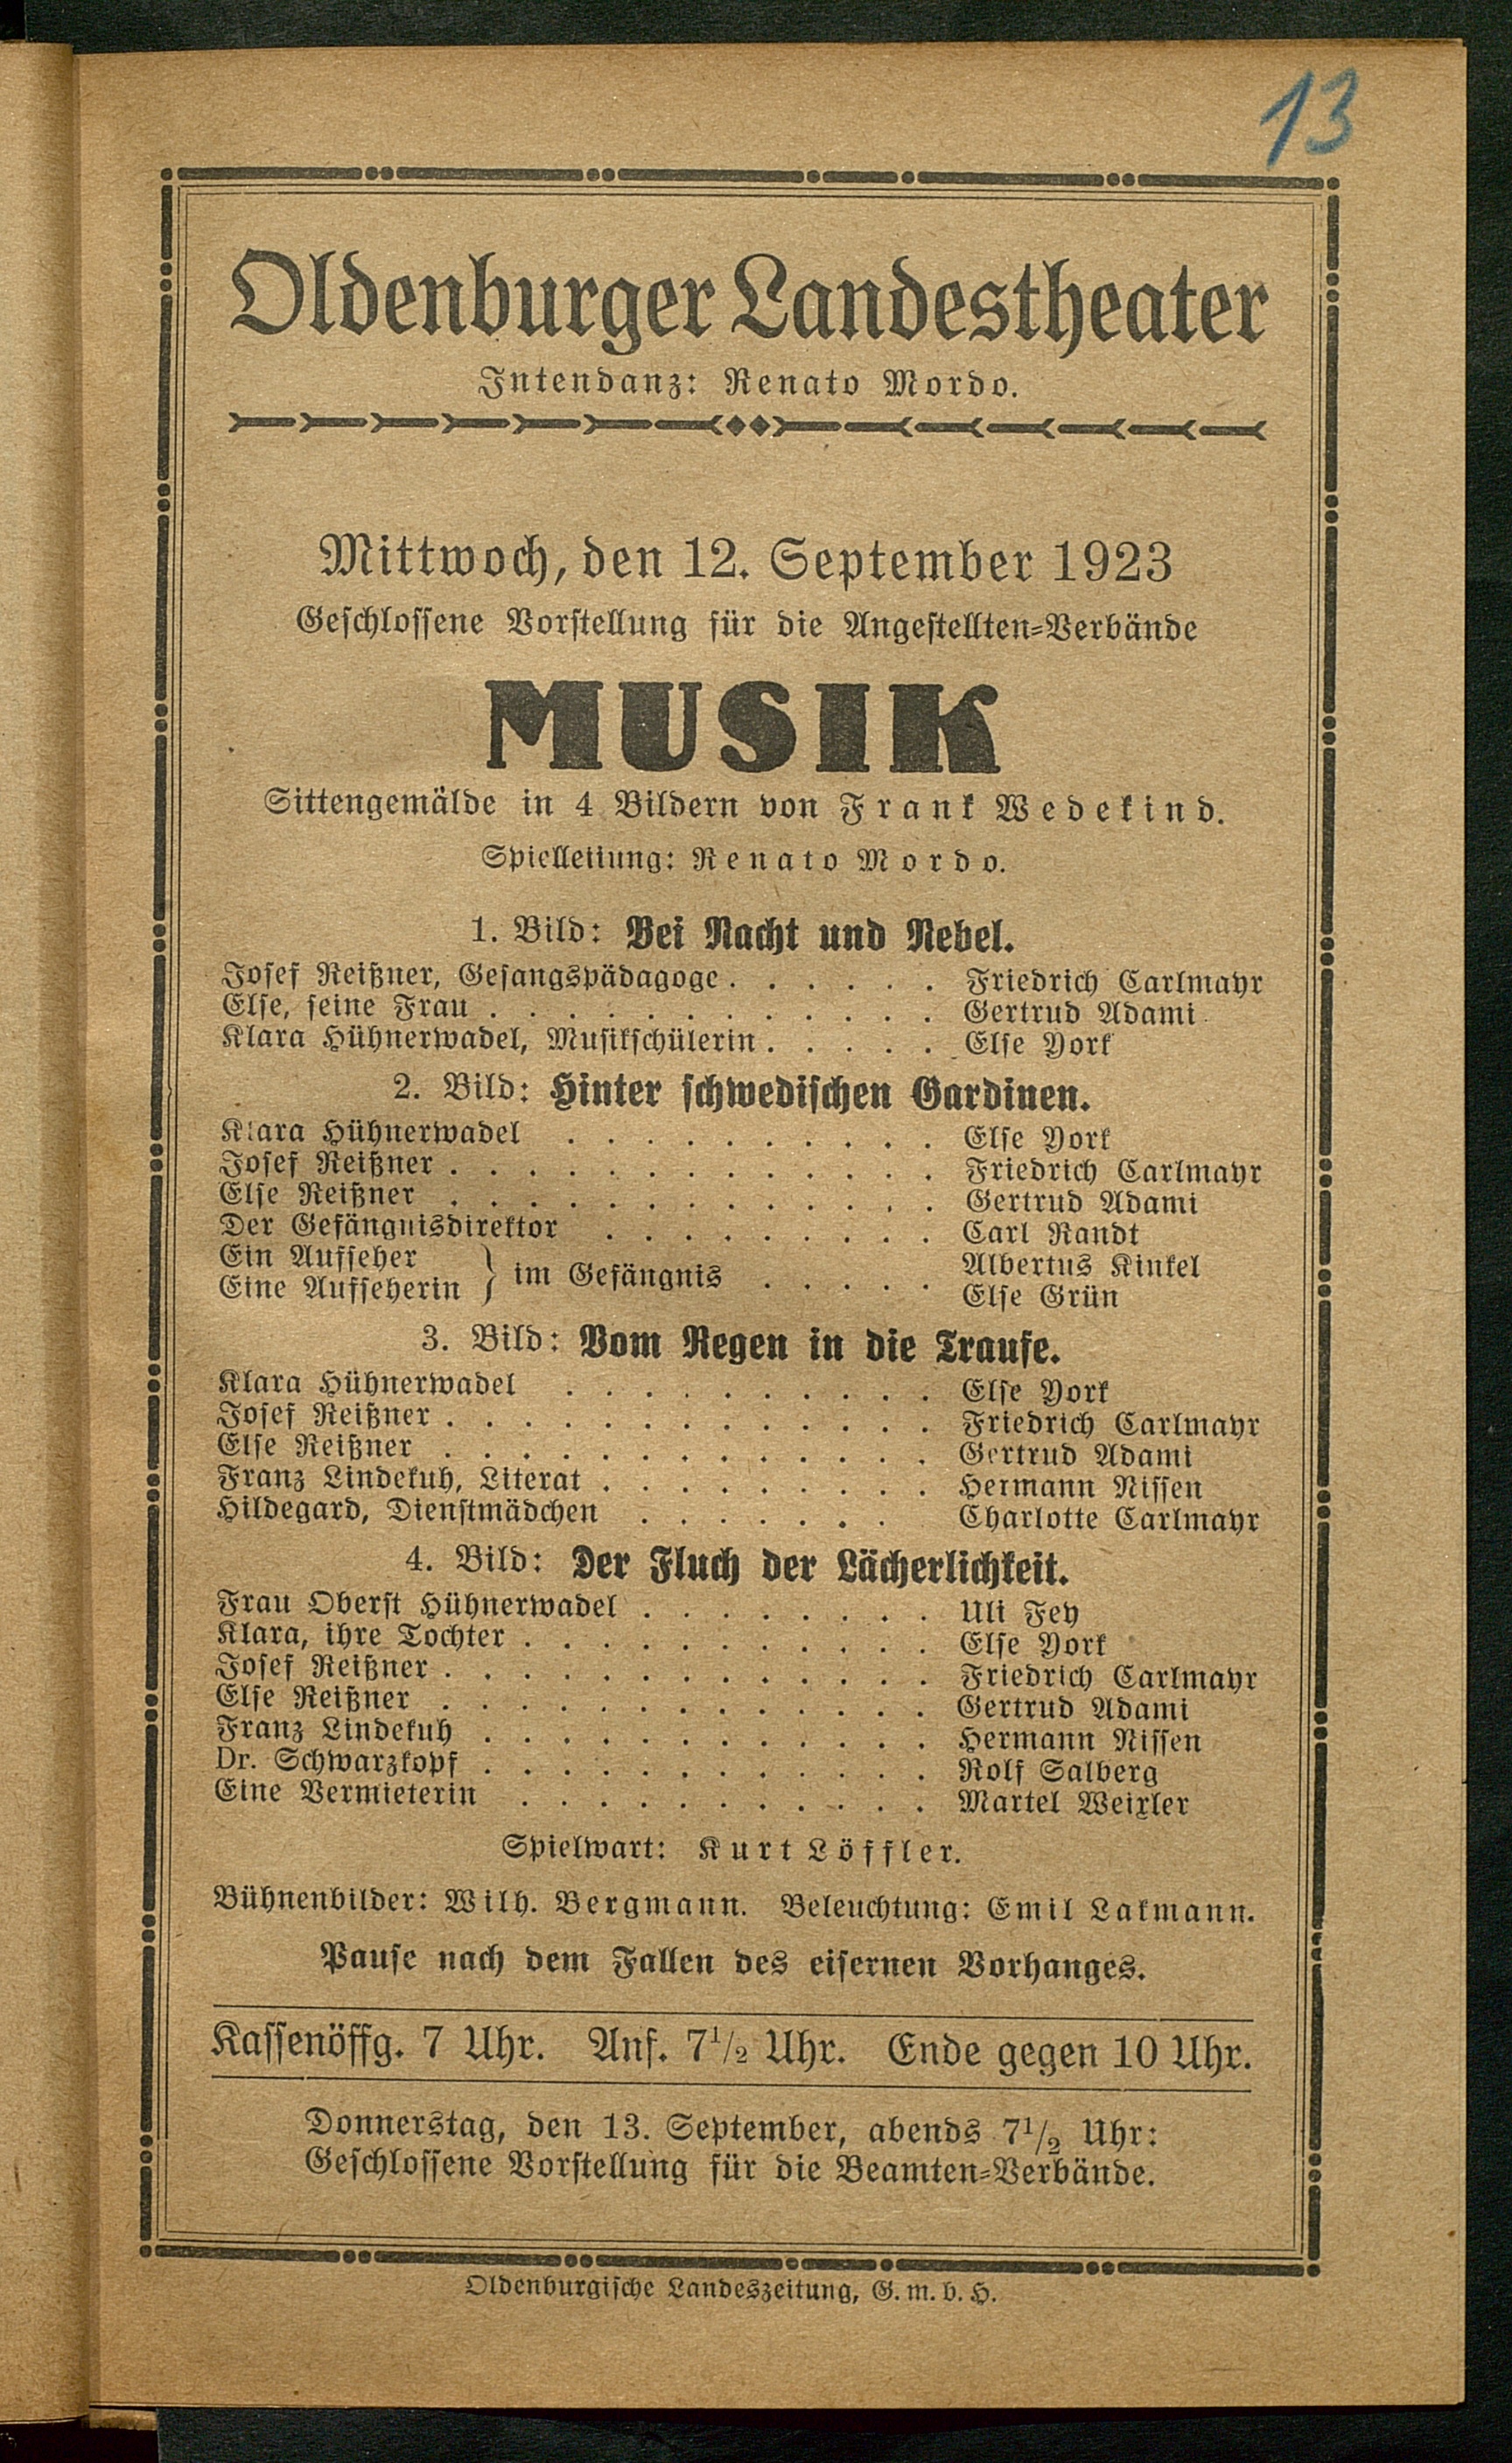 13
Oldenburger Landestheater
Intendanz: Renato Mordo.
Mittwoch, den 12. September 1923
Geschlossene Vorstellung für die Angestellten=Verbände
MUSIK
Sittengemälde in 4 Bildern von Frank Wedekind.
Spielleitung: Renato Mordo.
1. Bild: Bei Nacht und Nebel.
Josef Reißner, Gesangspädagoge . . . . . . Friedrich Carlmayr
Else, seine Frau . . . . . . . . . . . . Gertrud Adami
Klara Hühnerwadel, Musikschülerin . . . . . Else York
2. Bild: Hinter schwedischen Gardinen.
Klara Hühnerwadel . . . . . . . . . . Else York
Josef Reißner . . . . . . . . . . . . . Friedrich Carlmayr
Else Reißner . . . . . . . . . . . . . Gertrud Adami
Der Gefängnisdirektor . . . . . . . . . Carl Randt
Ein Aufseher } im Gefängnis . . . . . Albertus Kinkel
Eine Aufseherin } Else Grün
3. Bild: Vom Regen in die Traufe.
Klara Hühnerwadel . . . . . . . . . . Else York
Josef Reißner . . . . . . . . . . . . . Friedrich Carlmayr
Else Reißner . . . . . . . . . . . . . Gertrud Adami
Franz Lindekuh, Literat . . . . . . . . . Hermann Nissen
Hildegard, Dienstmädchen . . . . . . . Charlotte Carlmayr
4. Bild: Der Fluch der Lächerlichkeit.
Frau Oberst Hühnerwadel . . . . . . . . Uli Fey
Klara, ihre Tochter . . . . . . . . . . . Else York
Josef Reißner . . . . . . . . . . . . . Friedrich Carlmayr
Else Reißner . . . . . . . . . . . . . Gertrud Adami
Franz Lindekuh . . . . . . . . . . . . Hermann Nissen
Dr. Schwarzkopf . . . . . . . . . . . . Rolf Salberg
Eine Vermieterin . . . . . . . . . . . Martel Weixler
Spielwart: Kurt Löffler.
Bühnenbilder: Wilh. Bergmann. Beleuchtung: Emil Lakmann.
Pause nach dem Fallen des eisernen Vorhanges.
Kassenöffg. 7 Uhr. Anf. 7 1/2 Uhr. Ende gegen 10 Uhr.
Donnerstag, den 13. September, abends 7 1/2 Uhr:
Geschlossene Vorstellung für die Beamten=Verbände.
Oldenburgische Landeszeitung, G. m. b. H.